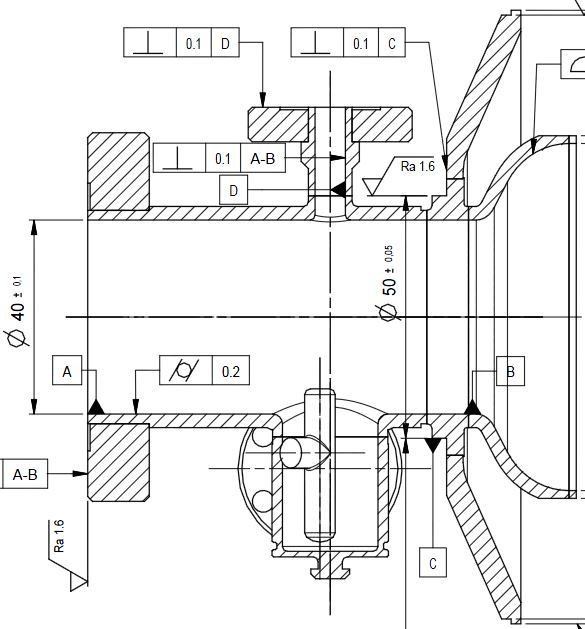 ⊥ 0.1 D
⊥ 0.1 C
⊥ 0.1 A-B
Ra 1.6
D
⌀ 40 ± 0,1
⌀ 50 ± 0,05
A
⌭ 0.2
B
A-B
Ra 1.6
C